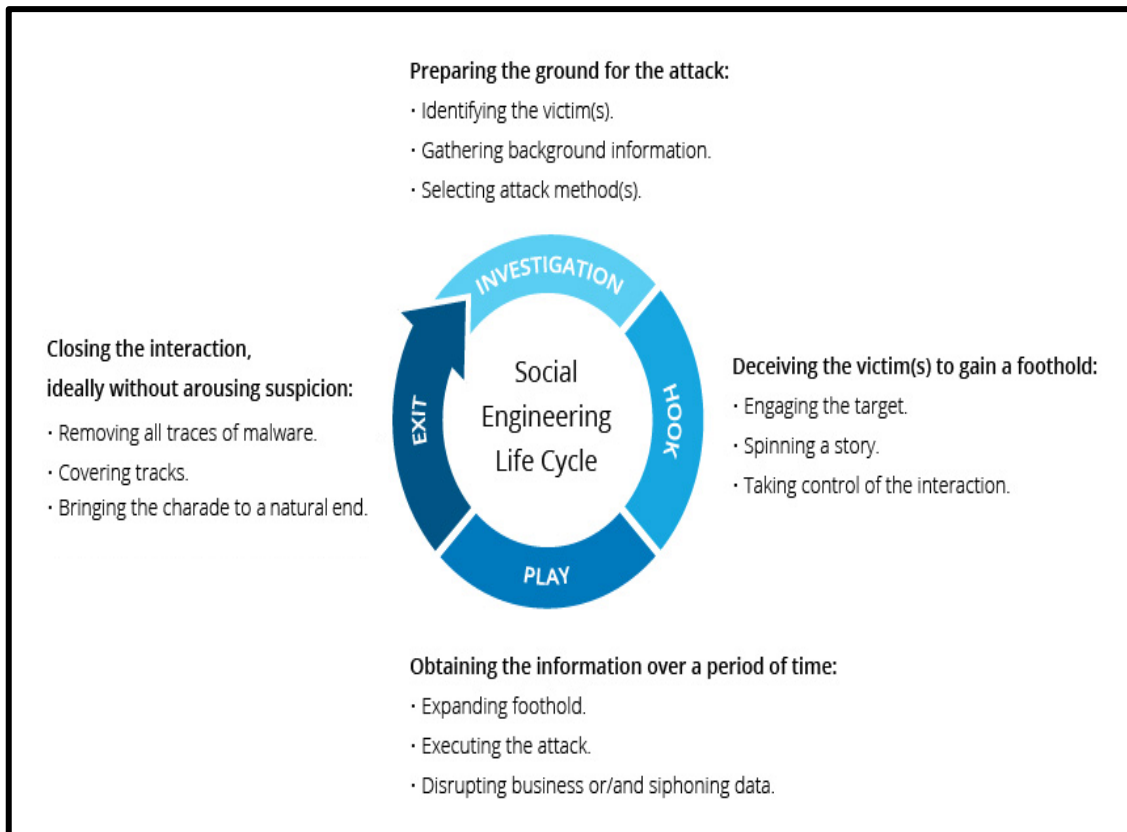 Preparing the ground for the attack:
· Identifying the victim(s).
· Gathering background information.
· Selecting attack method(s).
INVESTIGATION
Closing the interaction,
ideally without arousing suspicion:
· Removing all traces of malware.
· Covering tracks.
· Bringing the charade to a natural end.
EXIT
Social
Engineering
Life Cycle
HOOK
Deceiving the victim(s) to gain a foothold:
· Engaging the target.
· Spinning a story.
· Taking control of the interaction.
PLAY
Obtaining the information over a period of time:
· Expanding foothold.
· Executing the attack.
· Disrupting business or/and siphoning data.